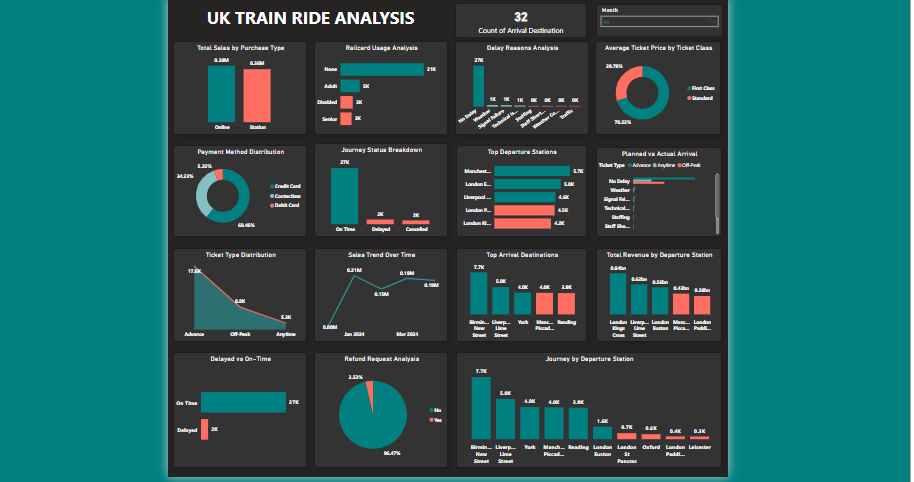 UK TRAIN RIDE ANALYSIS
32
Count of Arrival Destination
Month
All
Total Sales by Purchase Type
0.38M
0.36M
Online
Station
Railcard Usage Analysis
None
21K
Adult
5K
Disabled
3K
Senior
3K
Delay Reasons Analysis
27K
1K
1K
1K
0K
0K
0K
0K
No Delay
Weather
Signal Failure
Technical Is...
Staffing
Staff Short...
Weather Co...
Traffic
Average Ticket Price by Ticket Class
29.78%
70.22%
First Class
Standard
Payment Method Distribution
5.32%
34.23%
60.46%
Credit Card
Contactless
Debit Card
Journey Status Breakdown
27K
2K
2K
On Time
Delayed
Cancelled
Top Departure Stations
Manchest...
5.7K
London E...
5.0K
Liverpool ...
4.6K
London P...
4.5K
London Ki...
4.2K
Planned vs Actual Arrival
Ticket Type
Advance
Anytime
Off-Peak
No Delay
Weather
Signal Fai...
Technical...
Staffing
Staff Sho...
Ticket Type Distribution
17.6K
8.8K
5.3K
Advance
Off-Peak
Anytime
Sales Trend Over Time
0.00M
0.21M
0.15M
0.19M
0.19M
Jan 2024
Mar 2024
Top Arrival Destinations
7.7K
5.0K
4.0K
4.0K
3.9K
Birmin...
New
Street
Liverp...
Lime
Street
York
Manc...
Piccad...
Reading
Total Revenue by Departure Station
0.84bn
0.62bn
0.56bn
0.43bn
0.38bn
London
Kings
Cross
Liverp...
Lime
Street
London
Euston
Manc...
Picca...
London
Paddi...
Delayed vs On-Time
On Time
27K
Delayed
2K
Refund Request Analysis
3.53%
96.47%
No
Yes
Journey by Departure Station
7.7K
5.0K
4.0K
4.0K
3.9K
1.6K
0.7K
0.6K
0.4K
0.3K
Birmin...
New
Street
Liverp...
Lime
Street
York
Manch...
Piccad...
Reading
London
Euston
London
St
Pancras
Oxford
London
Paddi...
Leicester